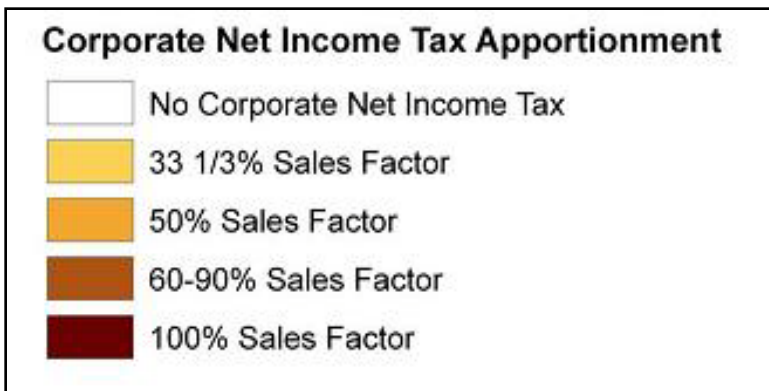 Corporate Net Income Tax Apportionment
No Corporate Net Income Tax
33 1/3% Sales Factor
50% Sales Factor
60-90% Sales Factor
100% Sales Factor